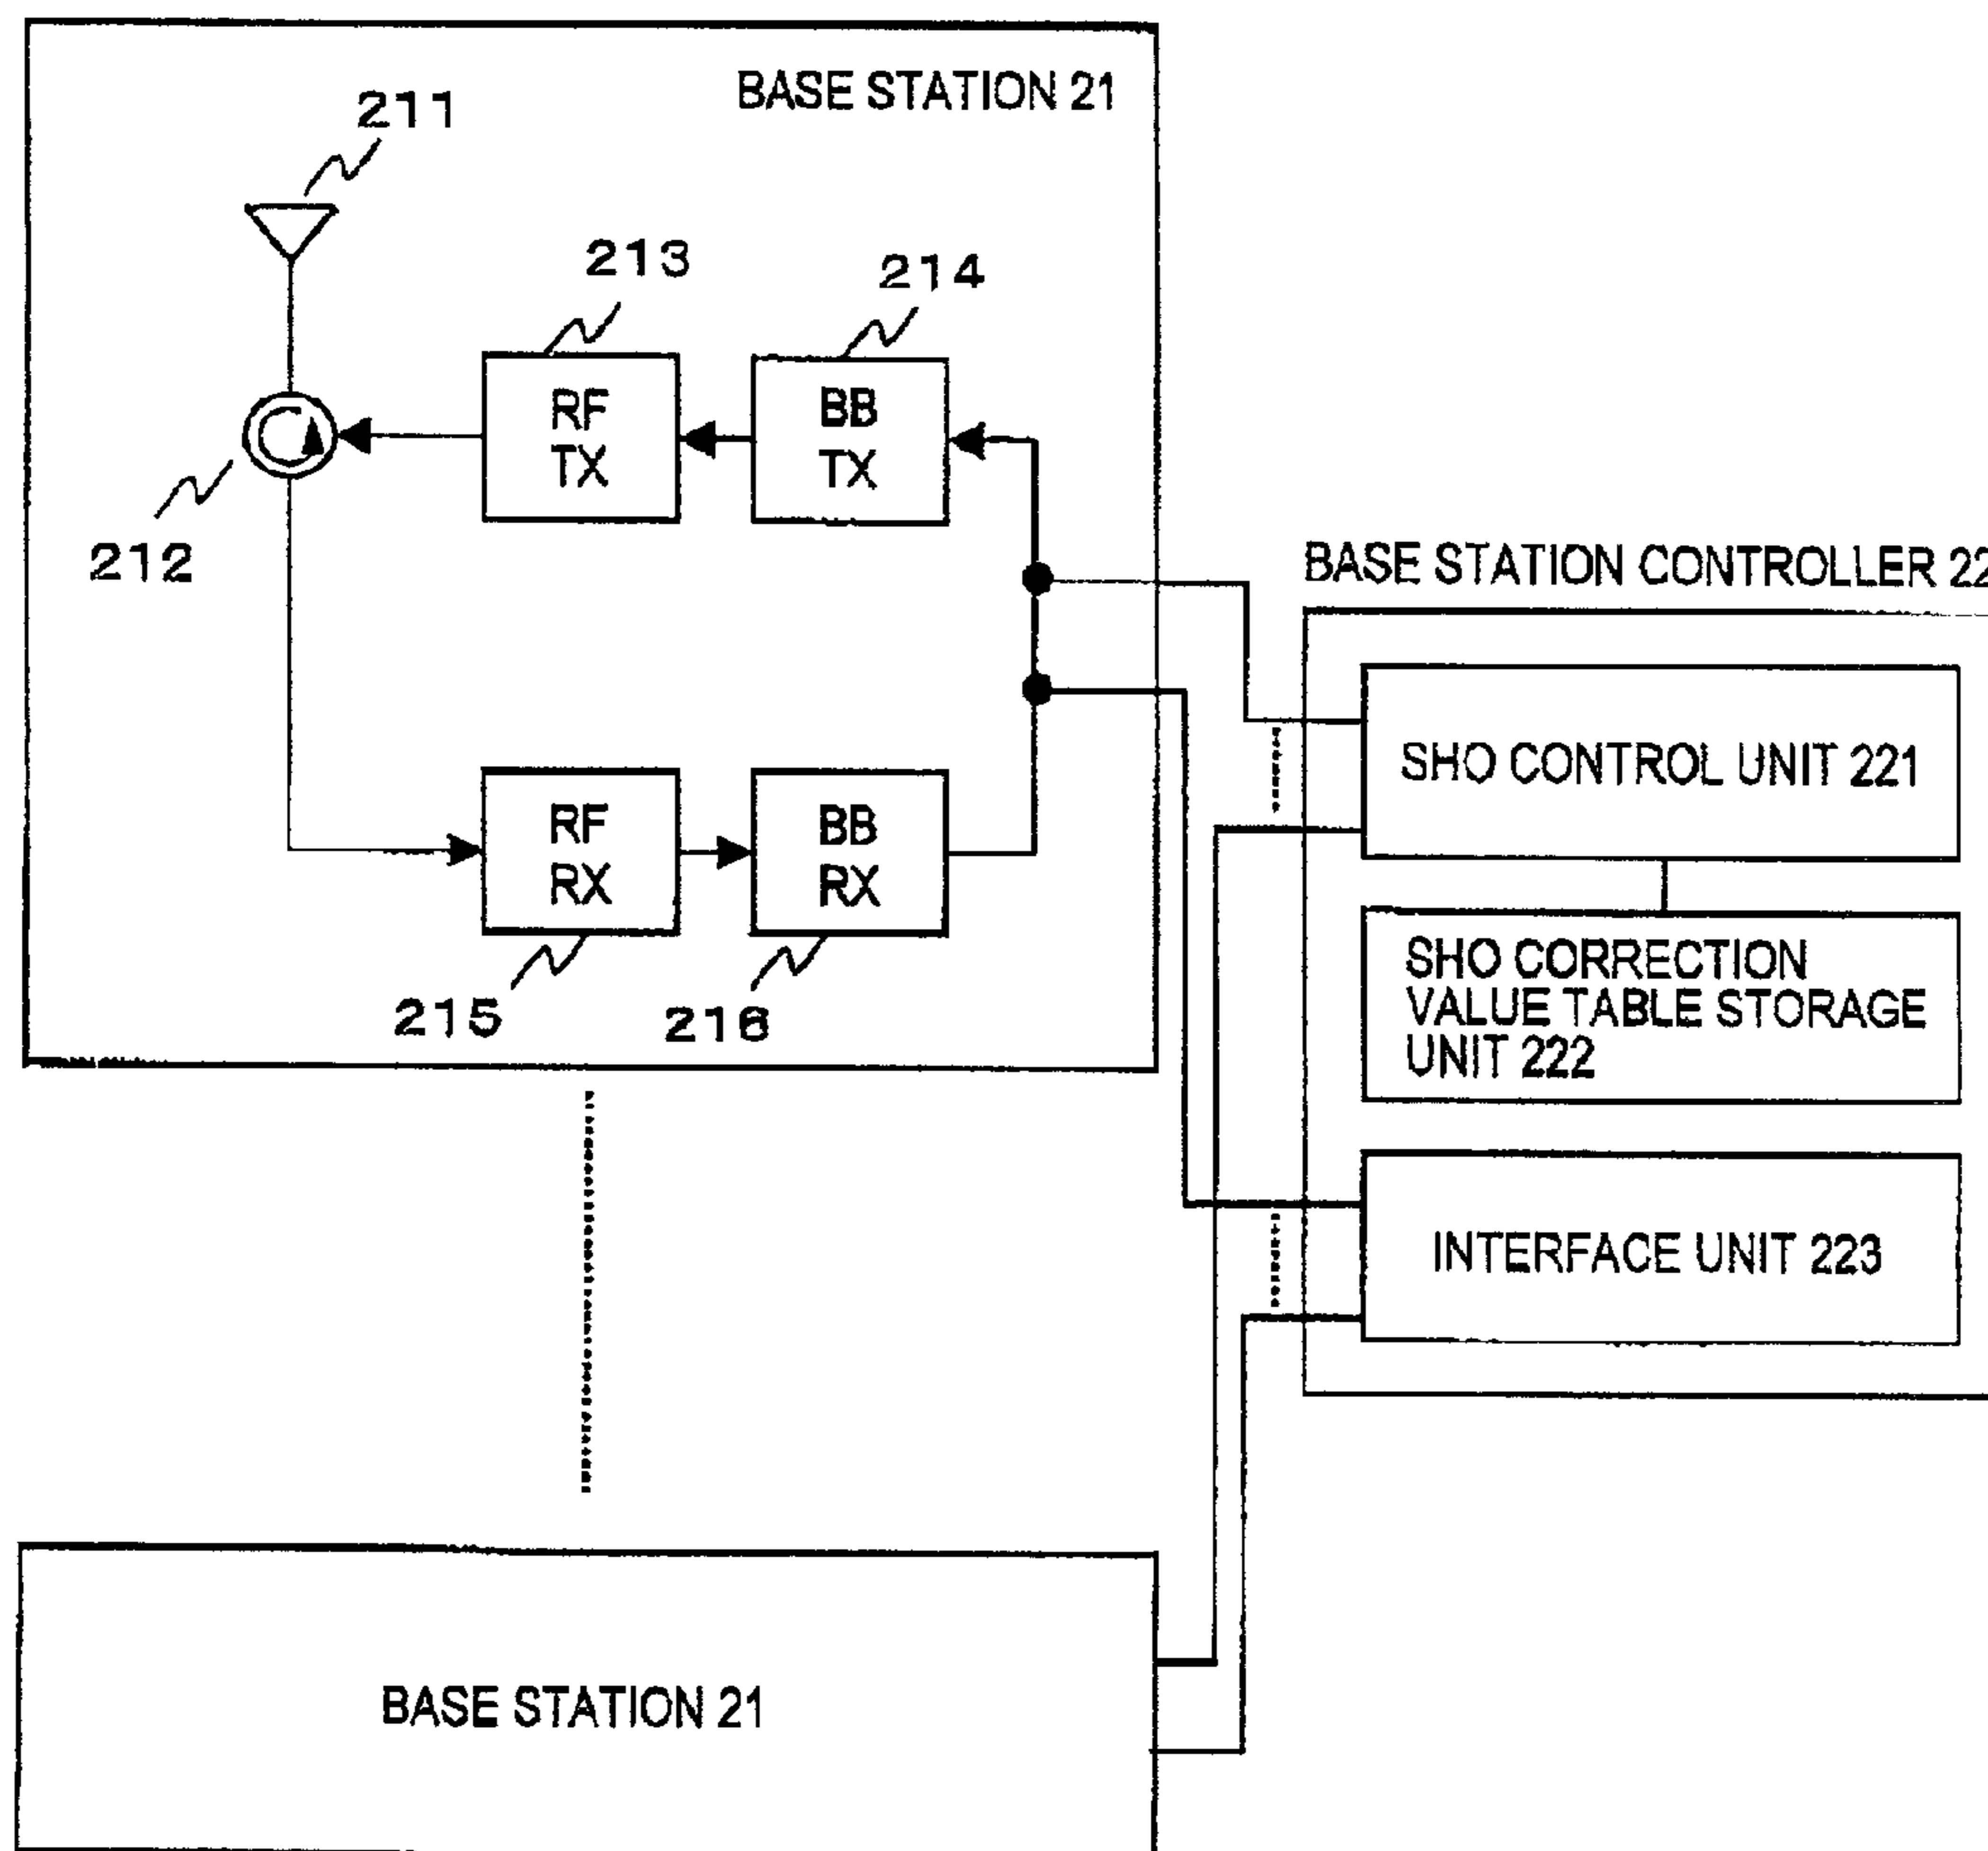 BASE STATION 21
211
213
214
RF
TX
BB
TX
212
BASE STATION CONTROLLER 22
SHO CONTROL UNIT 221
RF
RX
BB
RX
215
216
SHO CORRECTION
VALUE TABLE STORAGE
UNIT 222
INTERFACE UNIT 223
BASE STATION 21